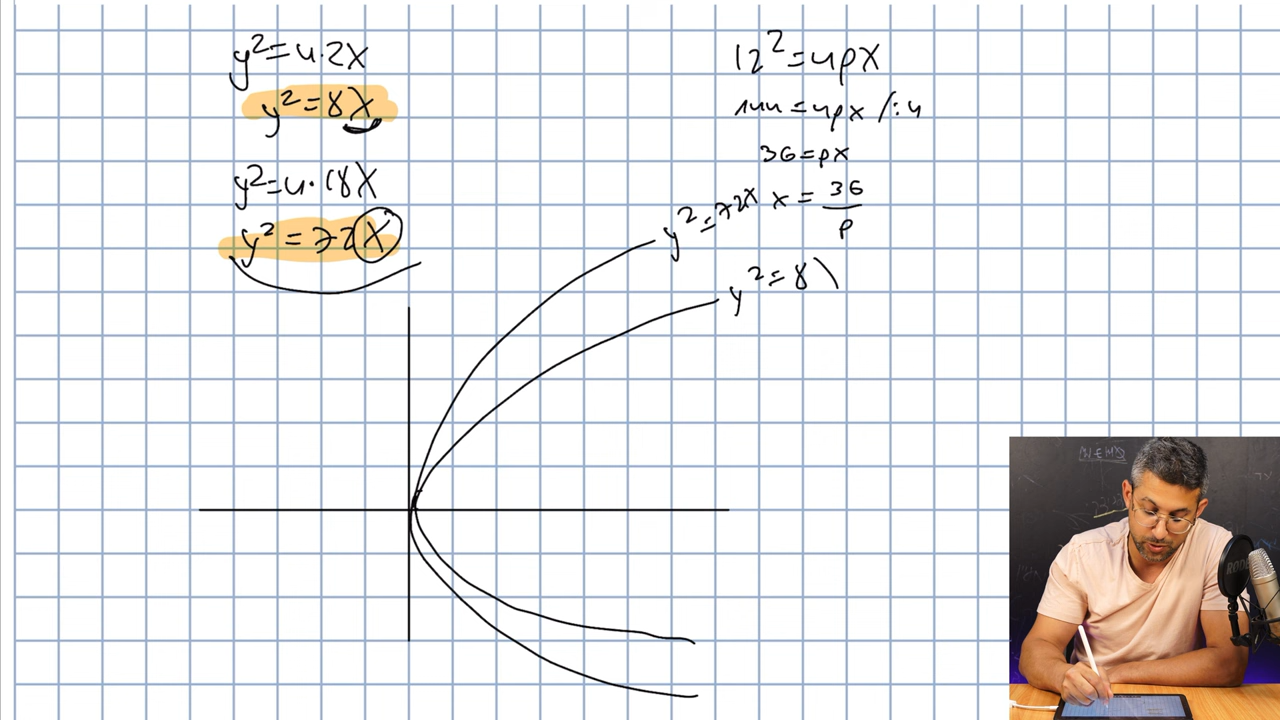 y²=4·2x
y²=8x
y²=4·18x
y²=72x
12²=4px
144=4px /:4
36=px
x=36/p
y²=72x
y²=8
RODE